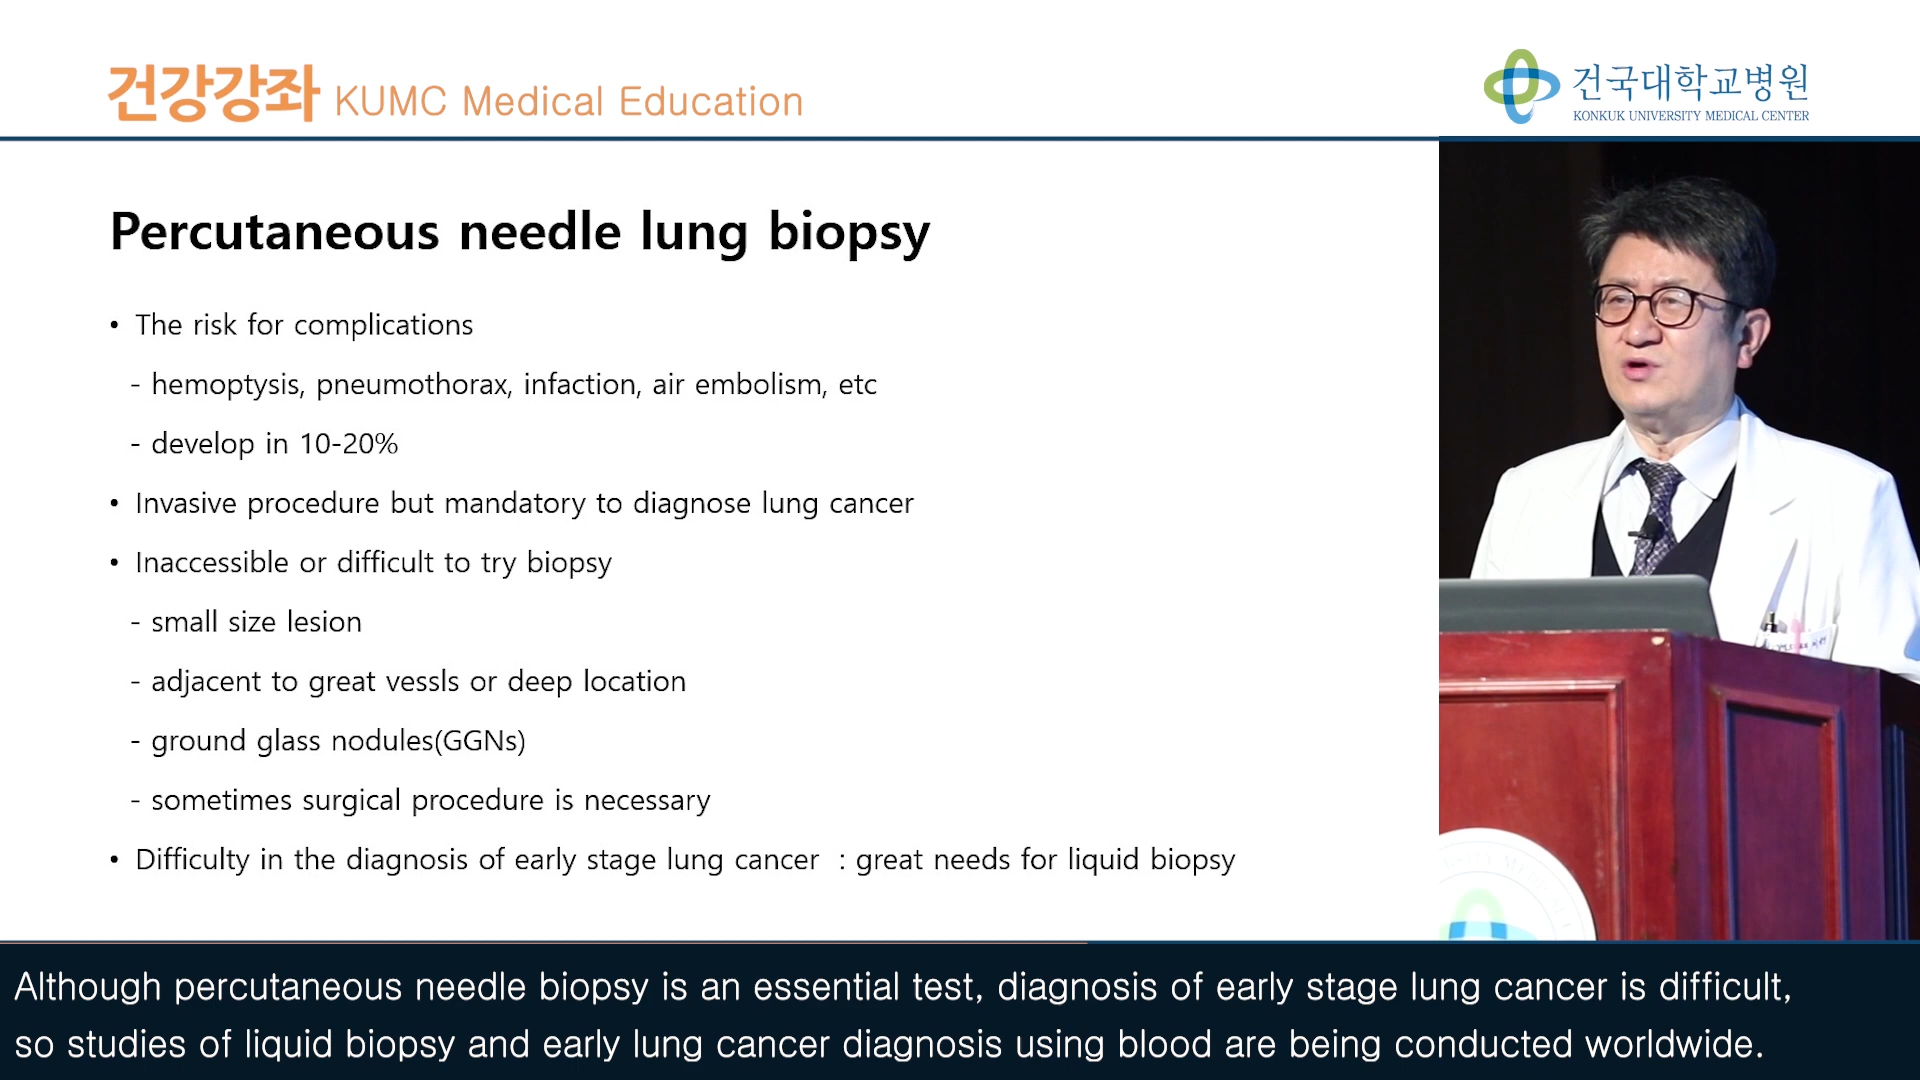 건강강좌 KUMC Medical Education
건국대학교병원
KONKUK UNIVERSITY MEDICAL CENTER
Percutaneous needle lung biopsy
• The risk for complications
- hemoptysis, pneumothorax, infaction, air embolism, etc
- develop in 10-20%
• Invasive procedure but mandatory to diagnose lung cancer
• Inaccessible or difficult to try biopsy
- small size lesion
- adjacent to great vessls or deep location
- ground glass nodules(GGNs)
- sometimes surgical procedure is necessary
• Difficulty in the diagnosis of early stage lung cancer : great needs for liquid biopsy
Although percutaneous needle biopsy is an essential test, diagnosis of early stage lung cancer is difficult,
so studies of liquid biopsy and early lung cancer diagnosis using blood are being conducted worldwide.